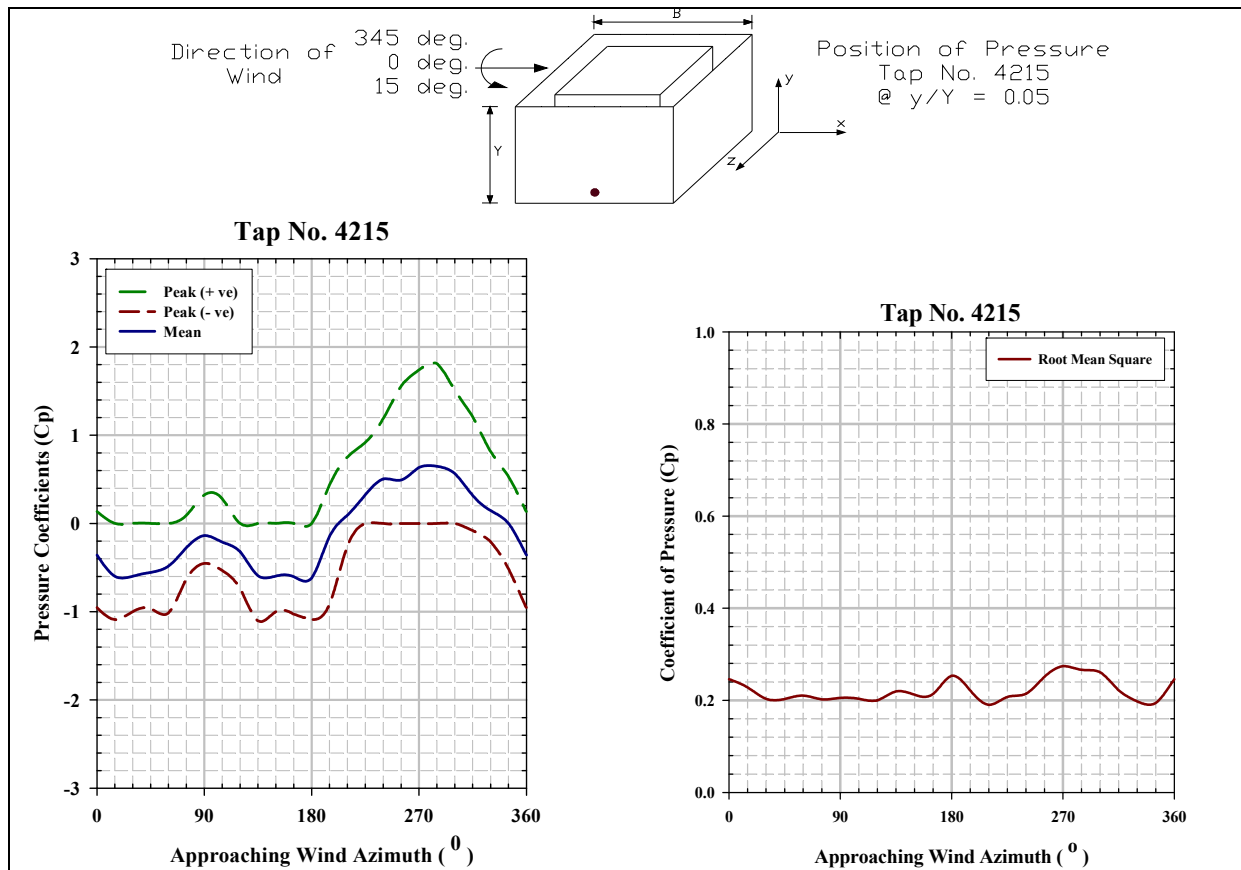 B
Direction of
Wind
345 deg.
0 deg.
15 deg.
Position of Pressure
Tap No. 4215
@ y/Y = 0.05
Y
y
x
z
Tap No. 4215
Peak (+ ve)
Peak (- ve)
Mean
Pressure Coefficients (Cp)
3
2
1
0
-1
-2
-3
0 90 180 270 360
Approaching Wind Azimuth ( 0 )
Tap No. 4215
Root Mean Square
Coefficient of Pressure (Cp)
1.0
0.8
0.6
0.4
0.2
0.0
0 90 180 270 360
Approaching Wind Azimuth ( o )